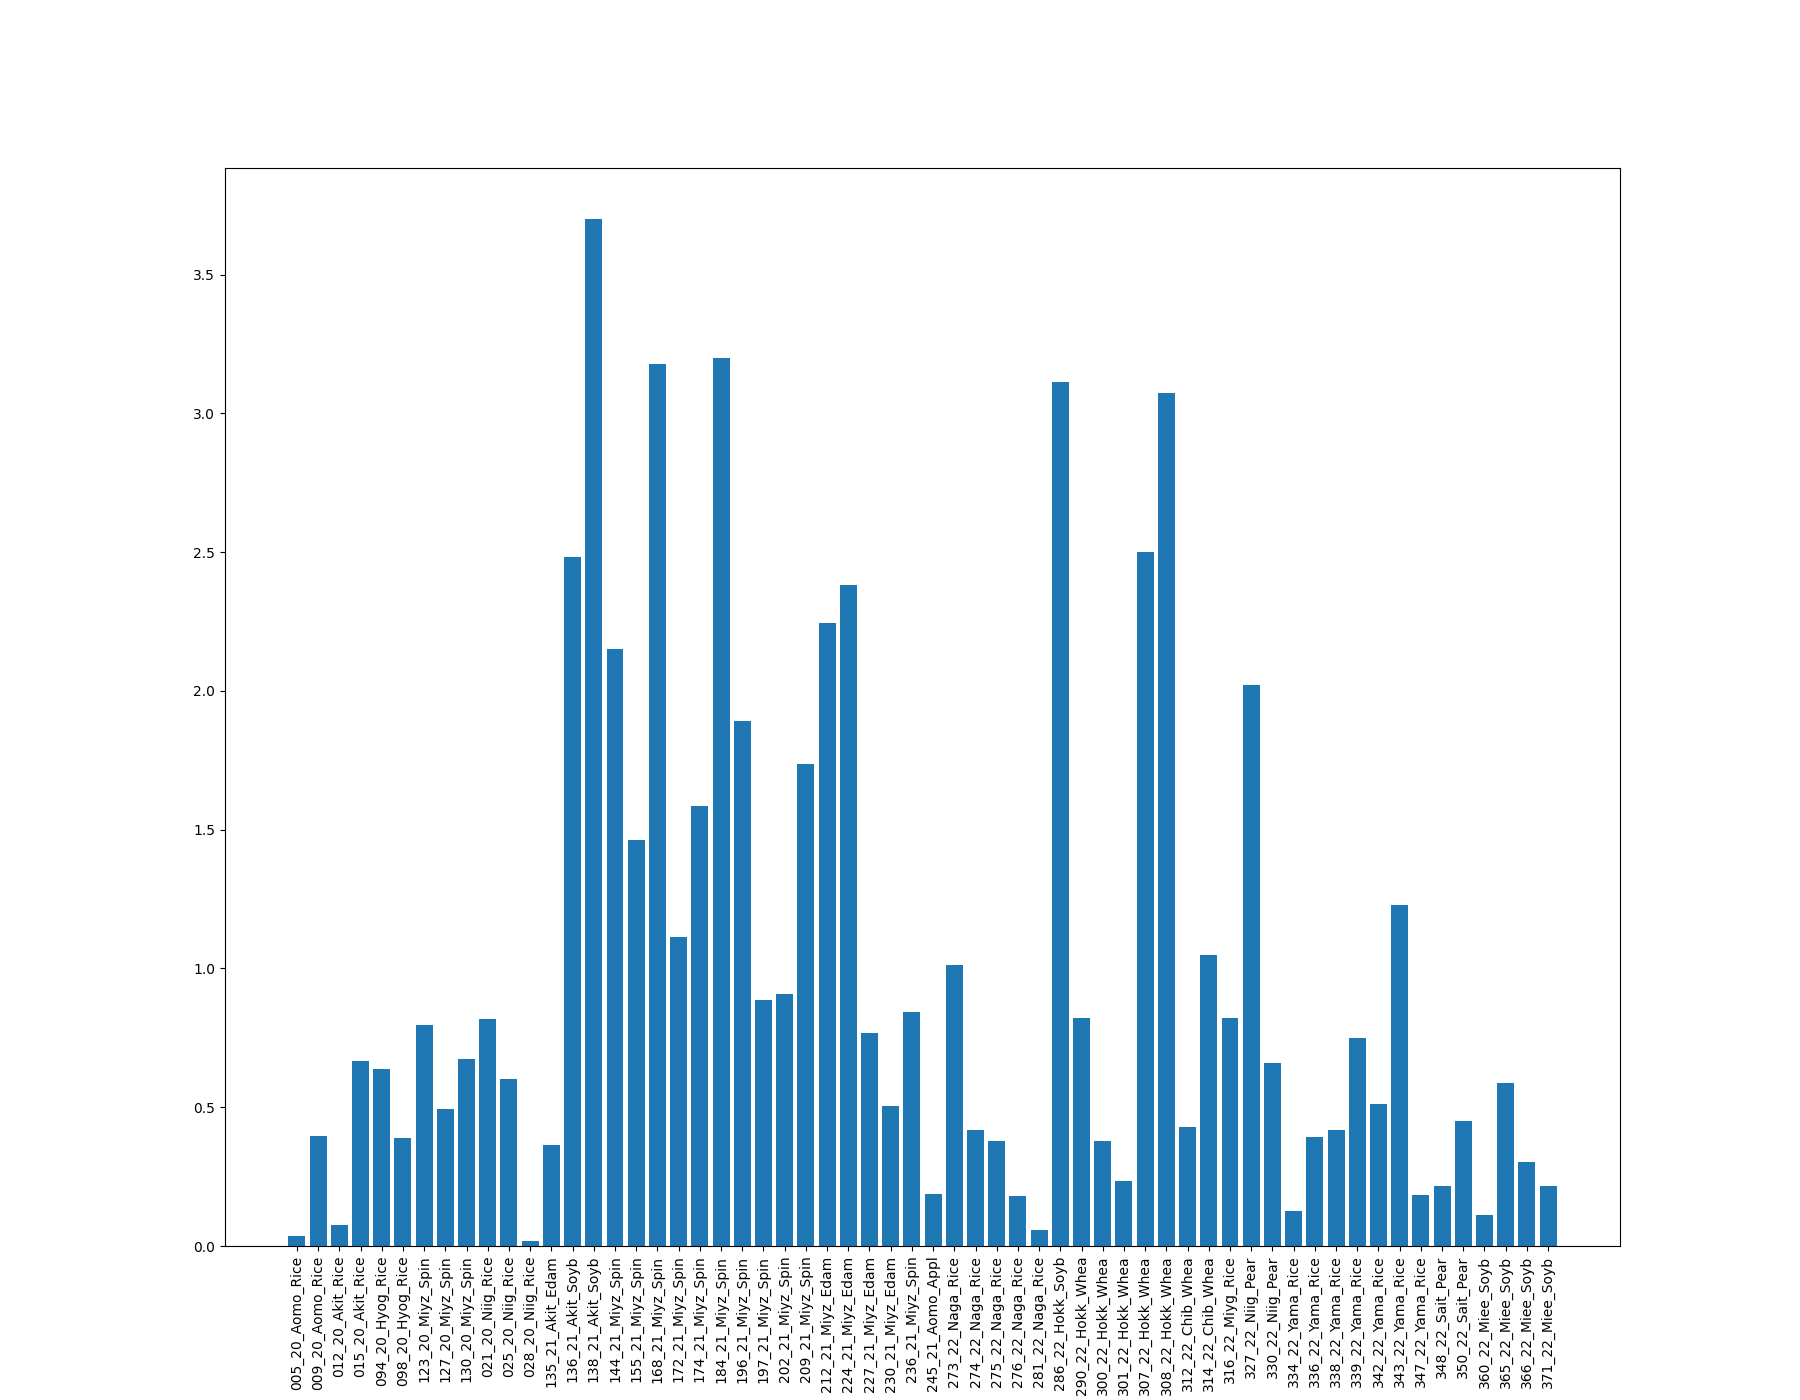 3.5
3.0
2.5
2.0
1.5
1.0
0.5
0.0
005_20_Aomo_Rice
009_20_Aomo_Rice
012_20_Akit_Rice
015_20_Akit_Rice
094_20_Hyog_Rice
098_20_Hyog_Rice
123_20_Miyz_Spin
127_20_Miyz_Spin
130_20_Miyz_Spin
021_20_Niig_Rice
025_20_Niig_Rice
028_20_Niig_Rice
135_21_Akit_Edam
136_21_Akit_Soyb
138_21_Akit_Soyb
144_21_Miyz_Spin
155_21_Miyz_Spin
168_21_Miyz_Spin
172_21_Miyz_Spin
174_21_Miyz_Spin
184_21_Miyz_Spin
196_21_Miyz_Spin
197_21_Miyz_Spin
202_21_Miyz_Spin
209_21_Miyz_Spin
212_21_Miyz_Edam
224_21_Miyz_Edam
227_21_Miyz_Edam
230_21_Miyz_Edam
236_21_Miyz_Spin
245_21_Aomo_Appl
273_22_Naga_Rice
274_22_Naga_Rice
275_22_Naga_Rice
276_22_Naga_Rice
281_22_Naga_Rice
286_22_Hokk_Soyb
290_22_Hokk_Whea
300_22_Hokk_Whea
301_22_Hokk_Whea
307_22_Hokk_Whea
308_22_Hokk_Whea
312_22_Chib_Whea
314_22_Chib_Whea
316_22_Miyg_Rice
327_22_Niig_Pear
330_22_Niig_Pear
334_22_Yama_Rice
336_22_Yama_Rice
338_22_Yama_Rice
339_22_Yama_Rice
342_22_Yama_Rice
343_22_Yama_Rice
347_22_Yama_Rice
348_22_Sait_Pear
350_22_Sait_Pear
360_22_Miee_Soyb
365_22_Miee_Soyb
366_22_Miee_Soyb
371_22_Miee_Soyb